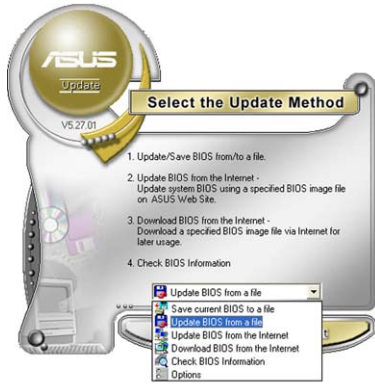 ASUS
Update
V5.27.01
Select the Update Method
1. Update/Save BIOS from/to a file.
2. Update BIOS from the Internet -
Update system BIOS using a specified BIOS image file
on ASUS Web Site.
3. Download BIOS from the Internet -
Download a specified BIOS image file via Internet for
later usage.
4. Check BIOS Information
Update BIOS from a file
Save current BIOS to a file
Update BIOS from a file
Update BIOS from the Internet
Download BIOS from the Internet
Check BIOS Information
Options